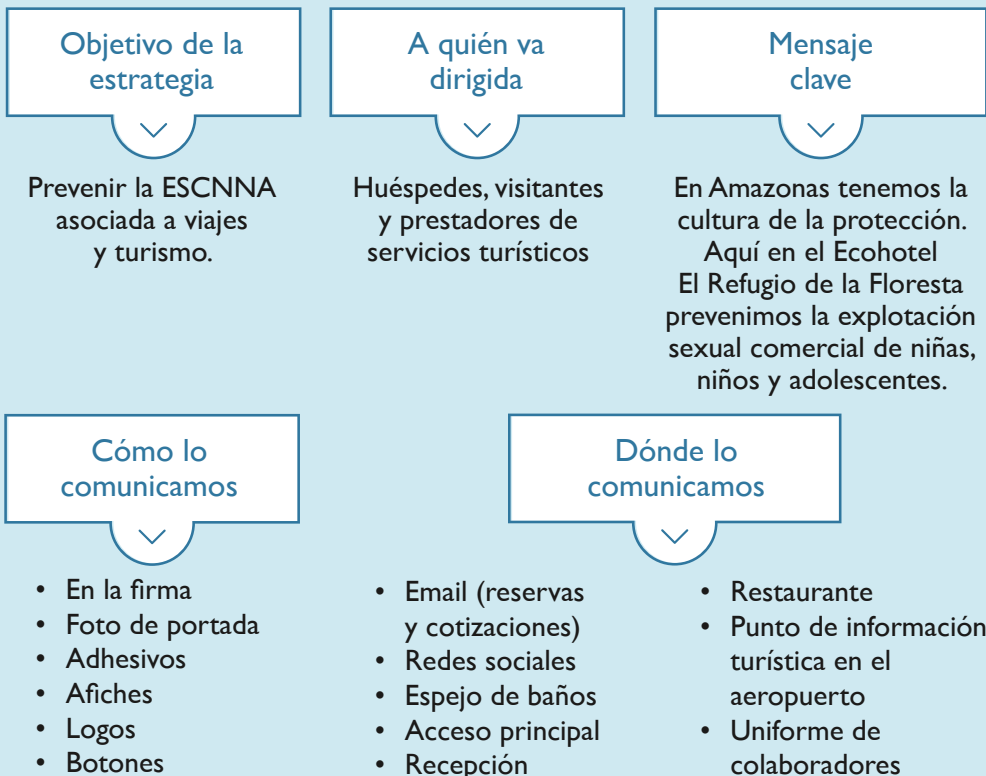 Objetivo de la
estrategia
Prevenir la ESCNNA
asociada a viajes
y turismo.
A quién va
dirigida
Huéspedes, visitantes
y prestadores de
servicios turísticos
Mensaje
clave
En Amazonas tenemos la
cultura de la protección.
Aquí en el Ecohotel
El Refugio de la Floresta
prevenimos la explotación
sexual comercial de niñas,
niños y adolescentes.
Cómo lo
comunicamos
• En la firma
• Foto de portada
• Adhesivos
• Afiches
• Logos
• Botones
Dónde lo
comunicamos
• Email (reservas
y cotizaciones)
• Redes sociales
• Espejo de baños
• Acceso principal
• Recepción
• Restaurante
• Punto de información
turística en el
aeropuerto
• Uniforme de
colaboradores